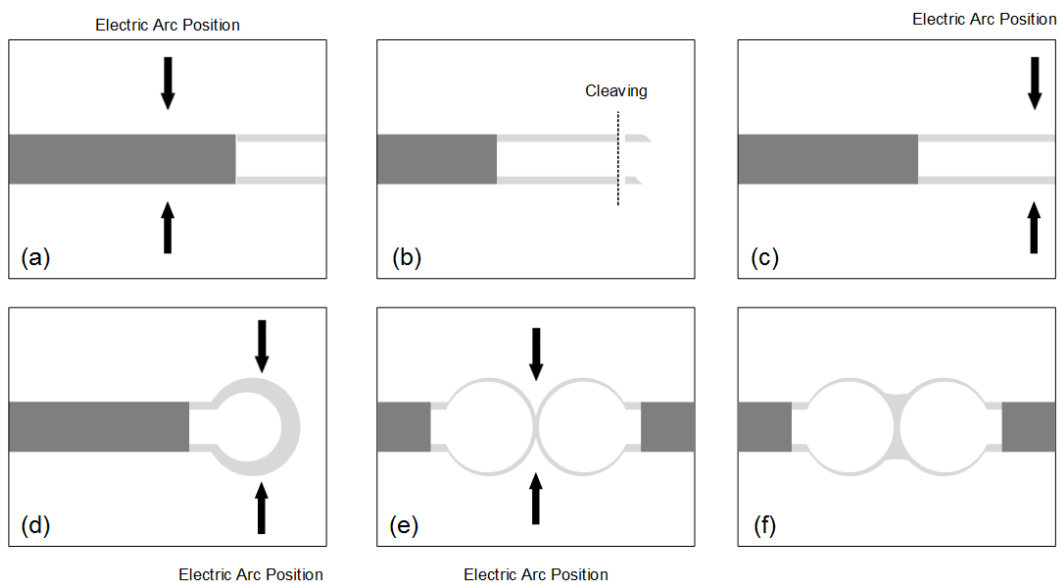 Electric Arc Position
Electric Arc Position
Cleaving
(a)
(b)
(c)
(d)
(e)
(f)
Electric Arc Position
Electric Arc Position